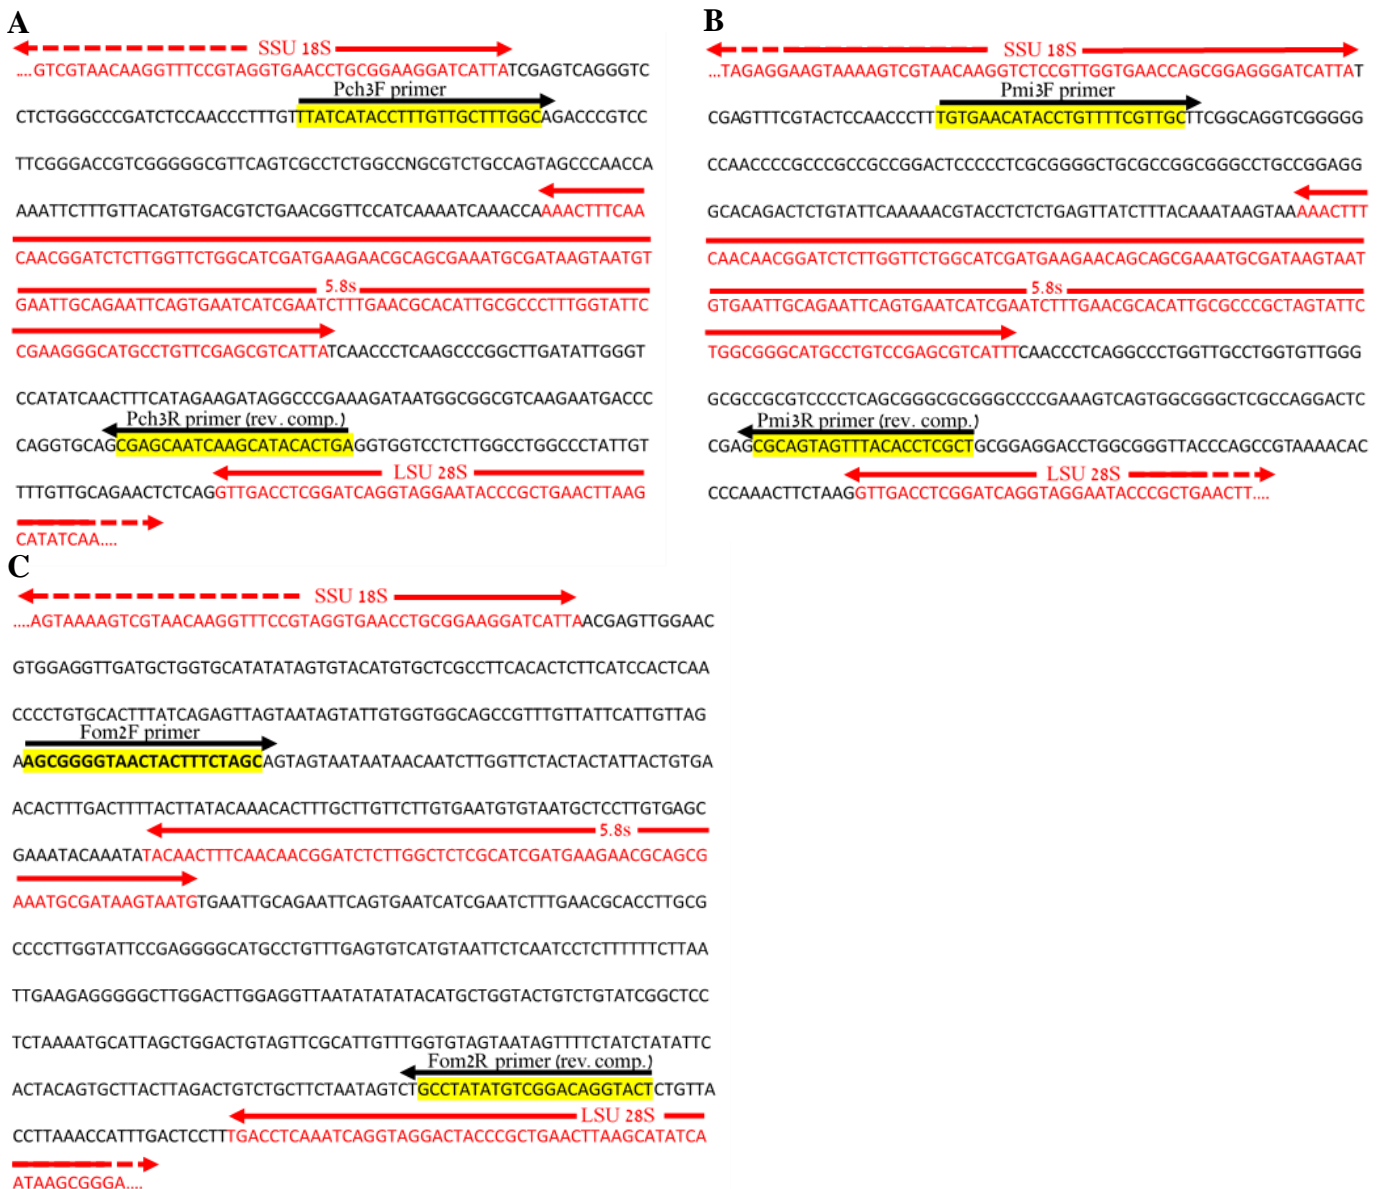 A
SSU 18S
....GTCGTAACAAGGTTTCCGTAGGTGAACCTGCGGAAGGATCATTATCGAGTCAGGGTC
Pch3F primer
CTCTGGGCCCGATCTCCAACCCTTTGTTTATCATACCTTTGTTGCTTTGGCAGACCCGTCC
TTCGGGACCGTCGGGGGCGTTCAGTCGCCTCTGGCCNGCGTCTGCCAGTAGCCCAACCA
AAATTCTTTGTTACATGTGACGTCTGAACGGTTCCATCAAAATCAAACCAAAACTTTCAA
CAACGGATCTCTTGGTTCTGGCATCGATGAAGAACGCAGCGAAATGCGATAAGTAATGT
5.8s
GAATTGCAGAATTCAGTGAATCATCGAATCTTTGAACGCACATTGCGCCCTTTGGTATTC
CGAAGGGCATGCCTGTTCGAGCGTCATTATCAACCCTCAAGCCCGGCTTGATATTGGGT
CCATATCAACTTTCATAGAAGATAGGCCCGAAAGATAATGGCGGCGTCAAGAATGACCC
Pch3R primer (rev. comp.)
CAGGTGCAGCGAGCAATCAAGCATACACTGAGGTGGTCCTCTTGGCCTGGCCCTATTGT
LSU 28S
TTTGTTGCAGAACTCTCAGGTTGACCTCGGATCAGGTAGGAATACCCGCTGAACTTAAG
CATATCAA....
B
SSU 18S
...TAGAGGAAGTAAAAGTCGTAACAAGGTCTCCGTTGGTGAACCAGCGGAGGGATCATTAT
Pmi3F primer
CGAGTTTCGTACTCCAACCCTTTGTGAACATACCTGTTTTCGTTGCTTCGGCAGGTCGGGGG
CCAACCCCGCCCGCCGCCGGACTCCCCCTCGCGGGGCTGCGCCGGCGGGCCTGCCGGAGG
GCACAGACTCTGTATTCAAAAACGTACCTCTCTGAGTTATCTTTACAAATAAGTAAAAACTTT
CAACAACGGATCTCTTGGTTCTGGCATCGATGAAGAACAGCAGCGAAATGCGATAAGTAAT
5.8s
GTGAATTGCAGAATTCAGTGAATCATCGAATCTTTGAACGCACATTGCGCCCGCTAGTATTC
TGGCGGGCATGCCTGTCCGAGCGTCATTTCAACCCTCAGGCCCTGGTTGCCTGGTGTTGGG
GCGCCGCGTCCCCTCAGCGGGCGCGGGCCCCGAAAGTCAGTGGCGGGCTCGCCAGGACTC
Pmi3R primer (rev. comp.)
CGAGCGCAGTAGTTTACACCTCGCTGCGGAGGACCTGGCGGGTTACCCAGCCGTAAAACAC
LSU 28S
CCCAAACTTCTAAGGTTGACCTCGGATCAGGTAGGAATACCCGCTGAACTT....
C
SSU 18S
....AGTAAAAGTCGTAACAAGGTTTCCGTAGGTGAACCTGCGGAAGGATCATTAACGAGTTGGAAC
GTGGAGGTTGATGCTGGTGCATATATAGTGTACATGTGCTCGCCTTCACACTCTTCATCCACTCAA
CCCCTGTGCACTTTATCAGAGTTAGTAATAGTATTGTGGTGGCAGCCGTTTGTTATTCATTGTTAG
Fom2F primer
AAGCGGGGTAACTACTTTCTAGCAGTAGTAATAATAACAATCTTGGTTCTACTACTATTACTGTGA
ACACTTTGACTTTTACTTATACAAACACTTTGCTTGTTCTTGTGAATGTGTAATGCTCCTTGTGAGC
5.8s
GAAATACAAATATACAACTTTCAACAACGGATCTCTTGGCTCTCGCATCGATGAAGAACGCAGCG
AAATGCGATAAGTAATGTGAATTGCAGAATTCAGTGAATCATCGAATCTTTGAACGCACCTTGCG
CCCCTTGGTATTCCGAGGGGCATGCCTGTTTGAGTGTCATGTAATTCTCAATCCTCTTTTTTCTTAA
TTGAAGAGGGGGCTTGGACTTGGAGGTTAATATATATACATGCTGGTACTGTCTGTATCGGCTCC
TCTAAAATGCATTAGCTGGACTGTAGTTCGCATTGTTTGGTGTAGTAATAGTTTTCTATCTATATTC
Fom2R primer (rev. comp.)
ACTACAGTGCTTACTTAGACTGTCTGCTTCTAATAGTCTGCCTATATGTCGGACAGGTACTCTGTTA
LSU 28S
CCTTAAACCATTTGACTCCTTTGACCTCAAATCAGGTAGGACTACCCGCTGAACTTAAGCATATCA
ATAAGCGGGA....